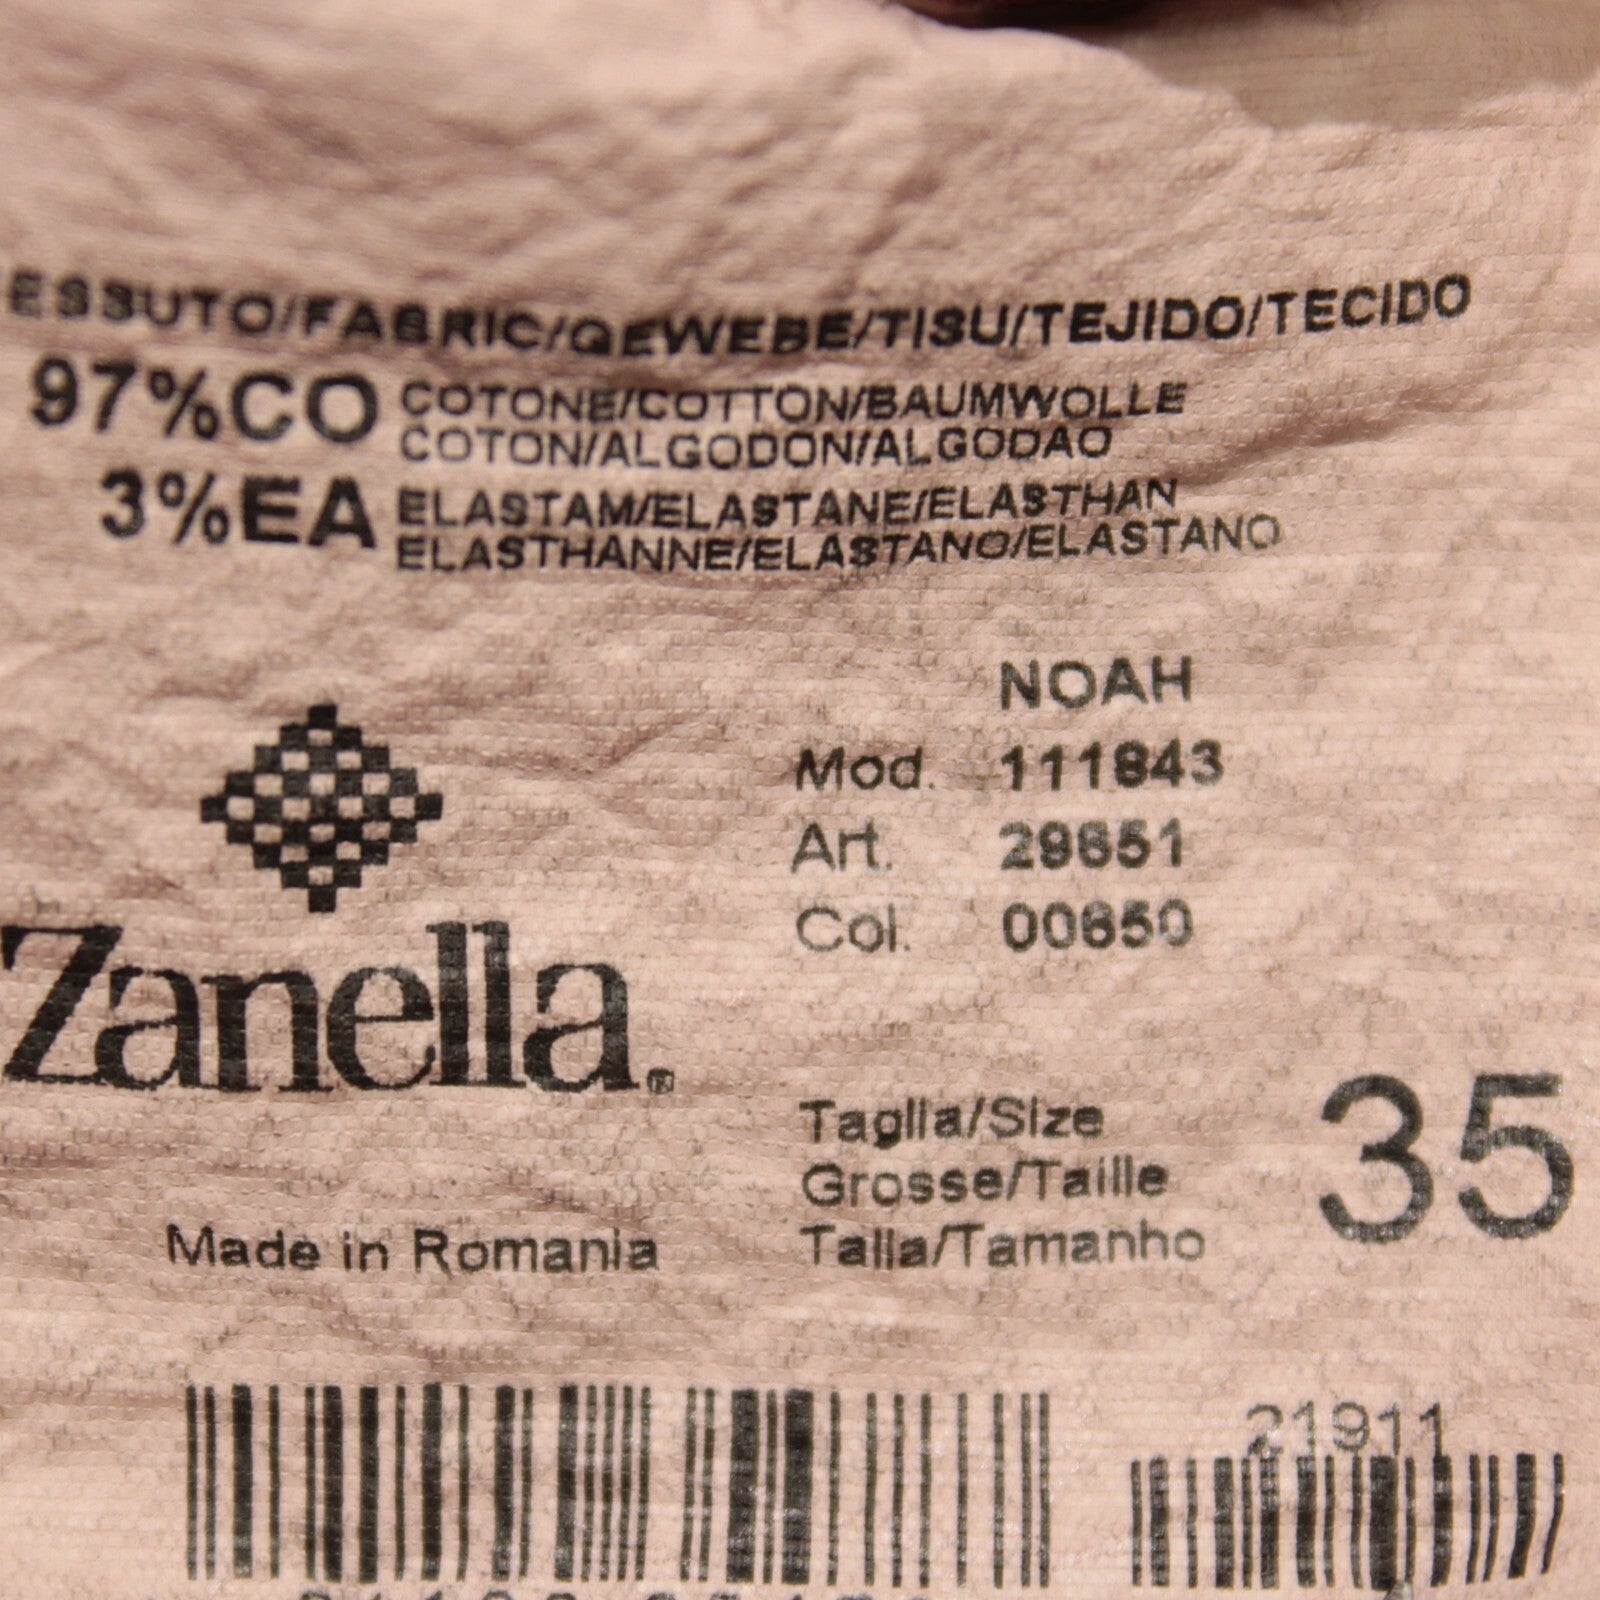 ESSUTO/FABRIC/GEWEBE/TISU/TEJIDO/TECIDO
97%CO COTONE/COTTON/BAUMWOLLE
COTON/ALGODON/ALGODAO
3%EA ELASTAM/ELASTANE/ELASTHAN
ELASTHANNE/ELASTANO/ELASTANO
NOAH
Mod. 111843
Art. 29651
Col. 00650
Zanella®
Taglia/Size
Grosse/Taille
Talla/Tamanho
35
Made in Romania
21911